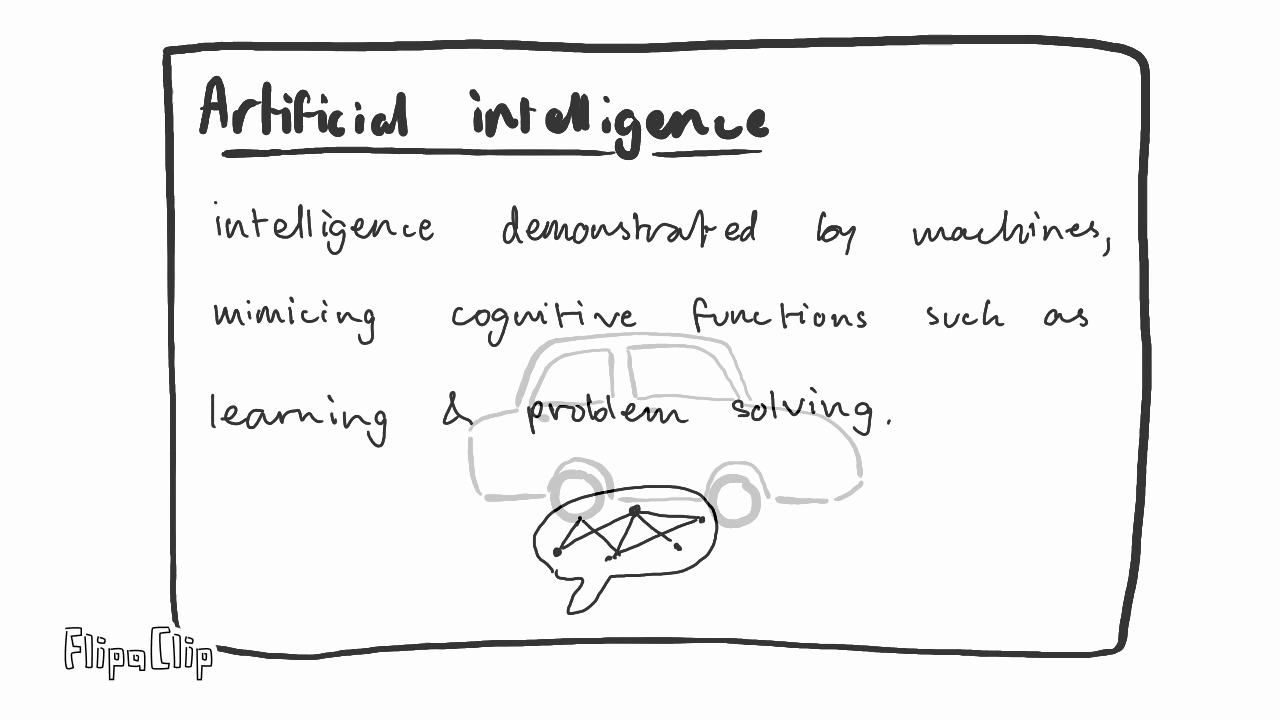 Artificial intelligence
intelligence demonstrated by machines,
mimicing cognitive functions such as
learning & problem solving.
FlipaClip